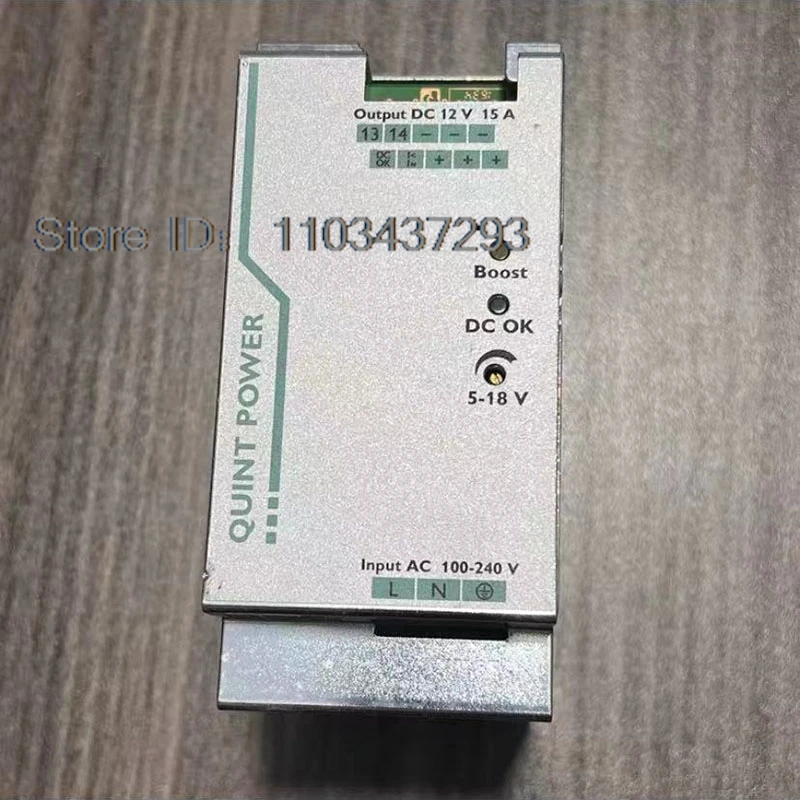 Output DC 12 V 15 A
13 14 − − −
DC OK I< IN + + +
Store ID: 1103437293
Boost
DC OK
5-18 V
QUINT POWER
Input AC 100-240 V
L N